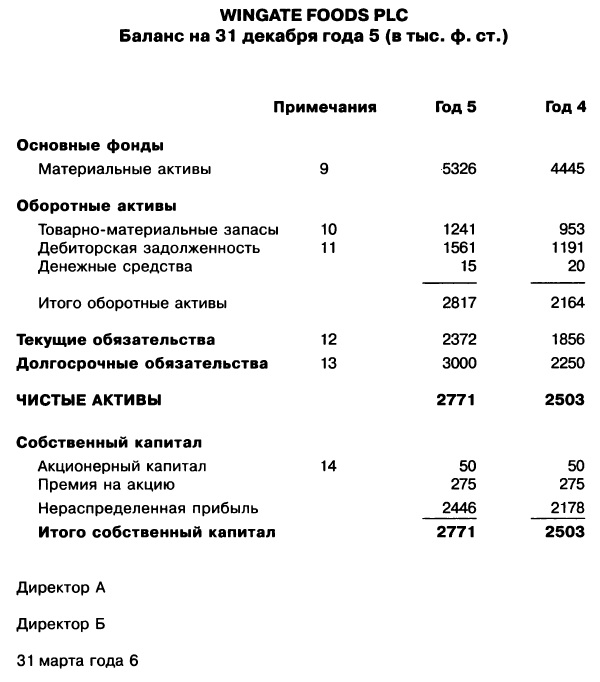 WINGATE FOODS PLC
Баланс на 31 декабря года 5 (в тыс. ф. ст.)
Примечания Год 5 Год 4
Основные фонды
Материальные активы 9 5326 4445
Оборотные активы
Товарно-материальные запасы 10 1241 953
Дебиторская задолженность 11 1561 1191
Денежные средства 15 20
Итого оборотные активы 2817 2164
Текущие обязательства 12 2372 1856
Долгосрочные обязательства 13 3000 2250
ЧИСТЫЕ АКТИВЫ 2771 2503
Собственный капитал
Акционерный капитал 14 50 50
Премия на акцию 275 275
Нераспределенная прибыль 2446 2178
Итого собственный капитал 2771 2503
Директор А
Директор Б
31 марта года 6